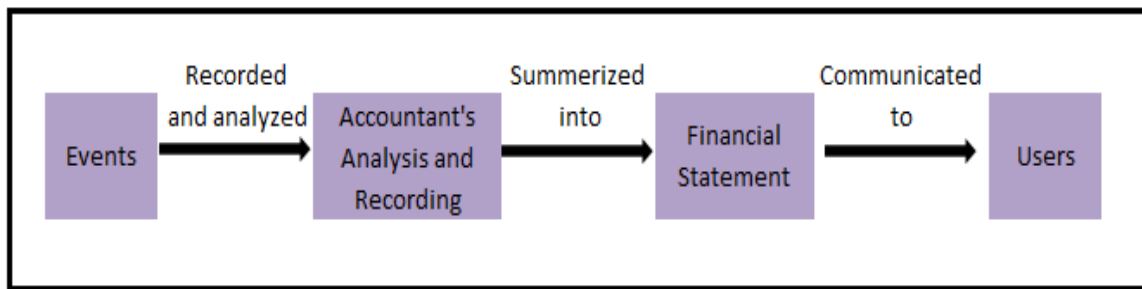 Events
Recorded
and analyzed
Accountant's
Analysis and
Recording
Summerized
into
Financial
Statement
Communicated
to
Users